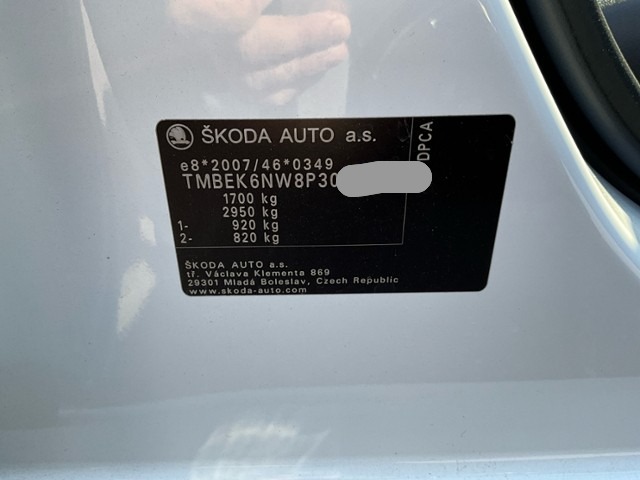 ŠKODA AUTO a.s.
e8*2007/46*0349
TMBEK6NW8P30
1700 kg
2950 kg
1- 920 kg
2- 820 kg
DPCA
ŠKODA AUTO a.s.
tř. Václava Klementa 869
29301 Mladá Boleslav, Czech Republic
www.skoda-auto.com